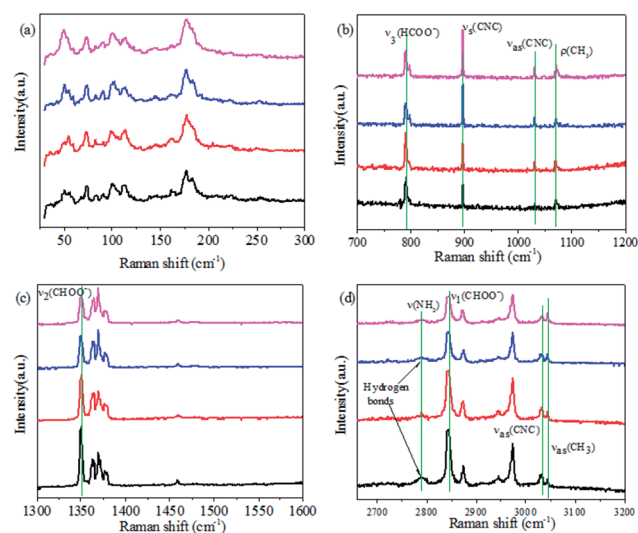 (a)
Intensity(a.u.)
50 100 150 200 250 300
Raman shift (cm⁻¹)
(b)
ν₃(HCOO⁻)
νₛ(CNC)
νₐₛ(CNC)
ρ(CH₃)
Intensity(a.u.)
700 800 900 1000 1100 1200
Raman shift (cm⁻¹)
(c)
ν₂(CHOO⁻)
Intensity(a.u.)
1300 1350 1400 1450 1500 1550 1600
Raman shift (cm⁻¹)
(d)
ν(NH₂)
ν₁(CHOO⁻)
Hydrogen
bonds
νₐₛ(CNC)
νₐₛ(CH3)
Intensity(a.u.)
2700 2800 2900 3000 3100 3200
Raman shift (cm⁻¹)